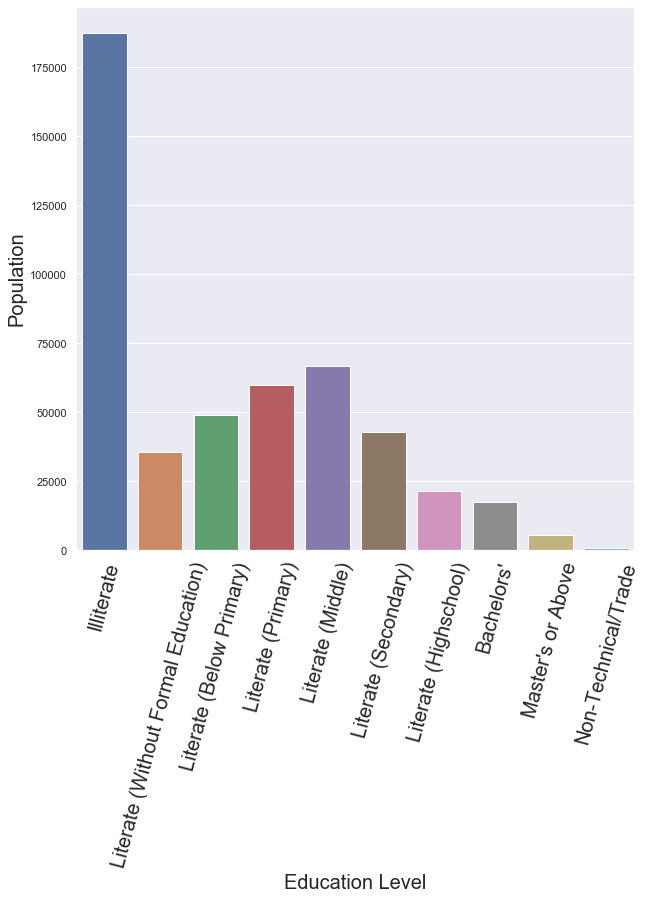 175000
150000
125000
100000
75000
50000
25000
0
Population
Illiterate
Literate (Without Formal Education)
Literate (Below Primary)
Literate (Primary)
Literate (Middle)
Literate (Secondary)
Literate (Highschool)
Bachelors'
Master's or Above
Non-Technical/Trade
Education Level